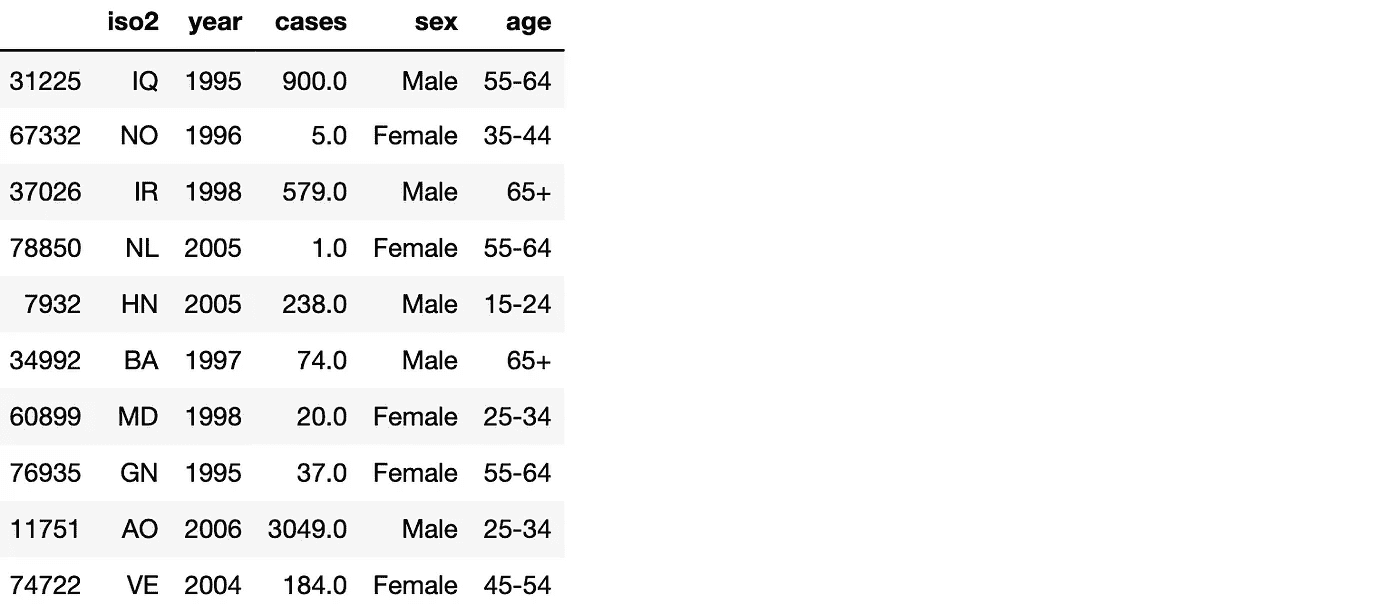 iso2 year cases sex age
31225 IQ 1995 900.0 Male 55-64
67332 NO 1996 5.0 Female 35-44
37026 IR 1998 579.0 Male 65+
78850 NL 2005 1.0 Female 55-64
7932 HN 2005 238.0 Male 15-24
34992 BA 1997 74.0 Male 65+
60899 MD 1998 20.0 Female 25-34
76935 GN 1995 37.0 Female 55-64
11751 AO 2006 3049.0 Male 25-34
74722 VE 2004 184.0 Female 45-54